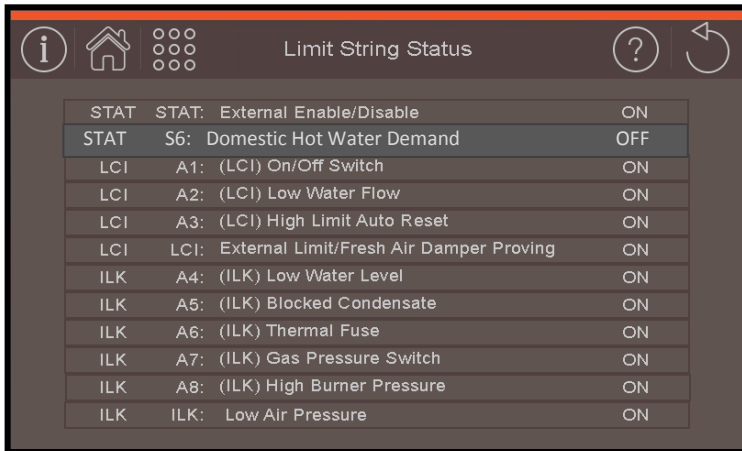 i Limit String Status ?
STAT STAT: External Enable/Disable ON
STAT S6: Domestic Hot Water Demand OFF
LCI A1: (LCI) On/Off Switch ON
LCI A2: (LCI) Low Water Flow ON
LCI A3: (LCI) High Limit Auto Reset ON
LCI LCI: External Limit/Fresh Air Damper Proving ON
ILK A4: (ILK) Low Water Level ON
ILK A5: (ILK) Blocked Condensate ON
ILK A6: (ILK) Thermal Fuse ON
ILK A7: (ILK) Gas Pressure Switch ON
ILK A8: (ILK) High Burner Pressure ON
ILK ILK: Low Air Pressure ON